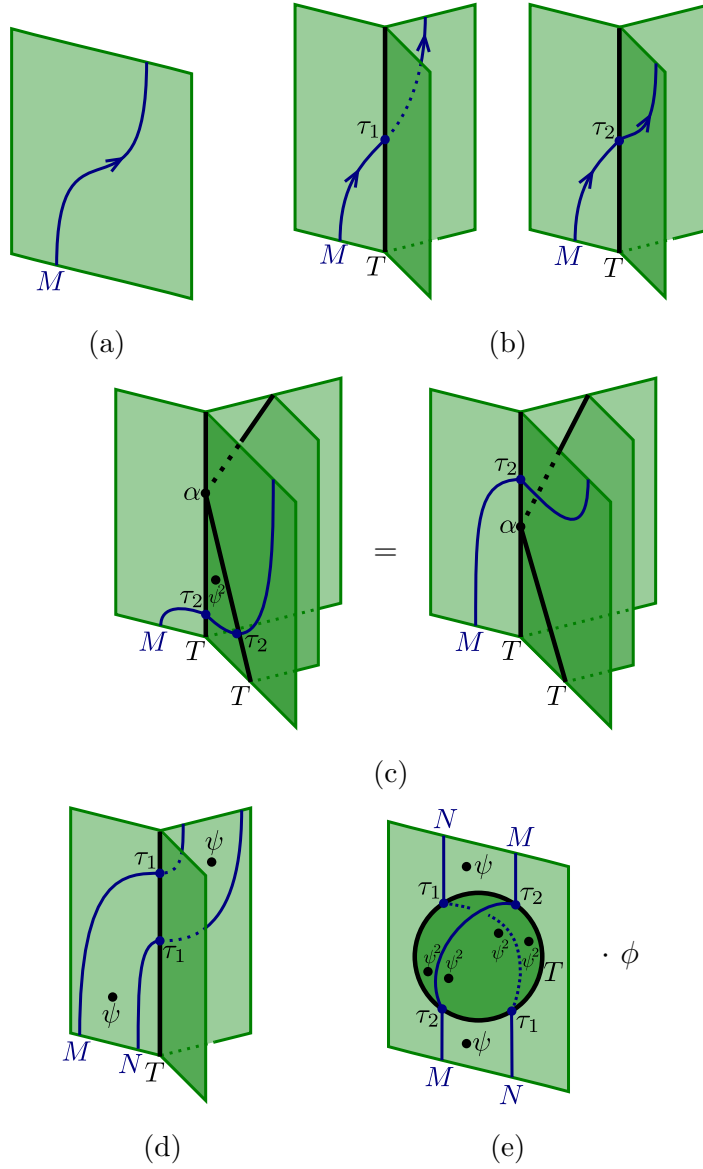 M
(a)
τ₁
M
T
τ₂
M
T
(b)
α
ψ²
τ₂
τ₂
M
T
T
=
τ₂
α
M
T
T
(c)
τ₁
ψ
τ₁
ψ
M
N
T
(d)
N
M
ψ
τ₁
τ₂
ψ²
ψ²
ψ²
ψ²
T
· ϕ
τ₂
τ₁
ψ
M
N
(e)